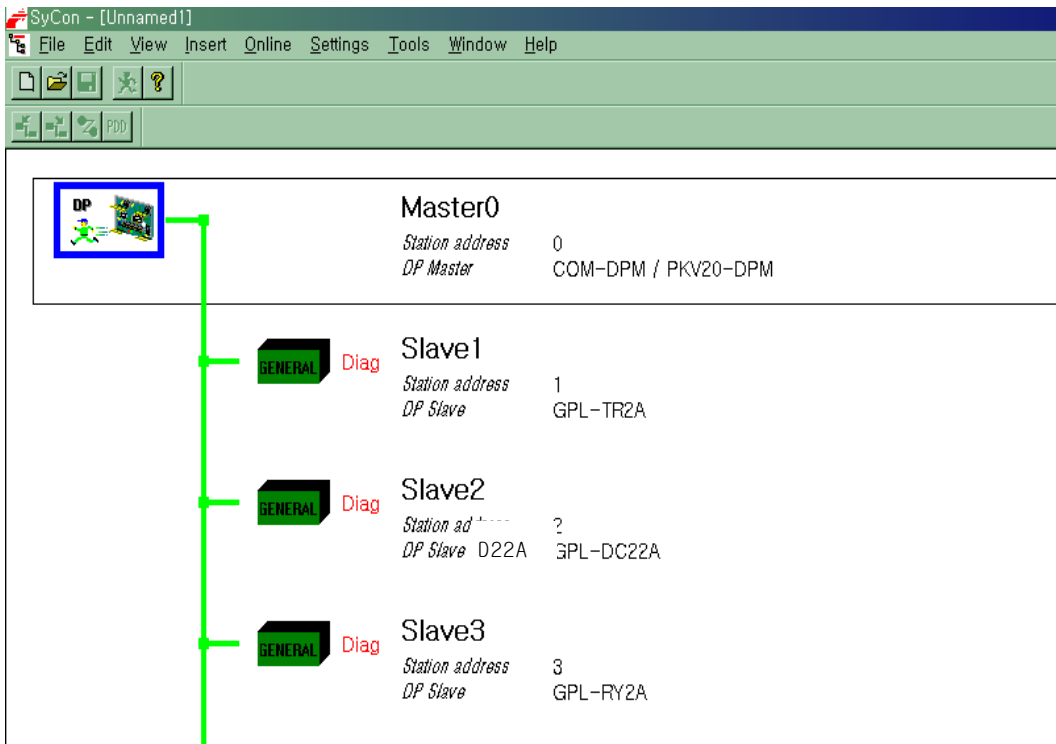 SyCon - [Unnamed1]
File Edit View Insert Online Settings Tools Window Help
PDD
DP
Master0
Station address 0
DP Master COM-DPM / PKV20-DPM
GENERAL Diag Slave1
Station address 1
DP Slave GPL-TR2A
GENERAL Diag Slave2
Station 2
DP Slave D22A GPL-DC22A
GENERAL Diag Slave3
Station address 3
DP Slave GPL-RY2A